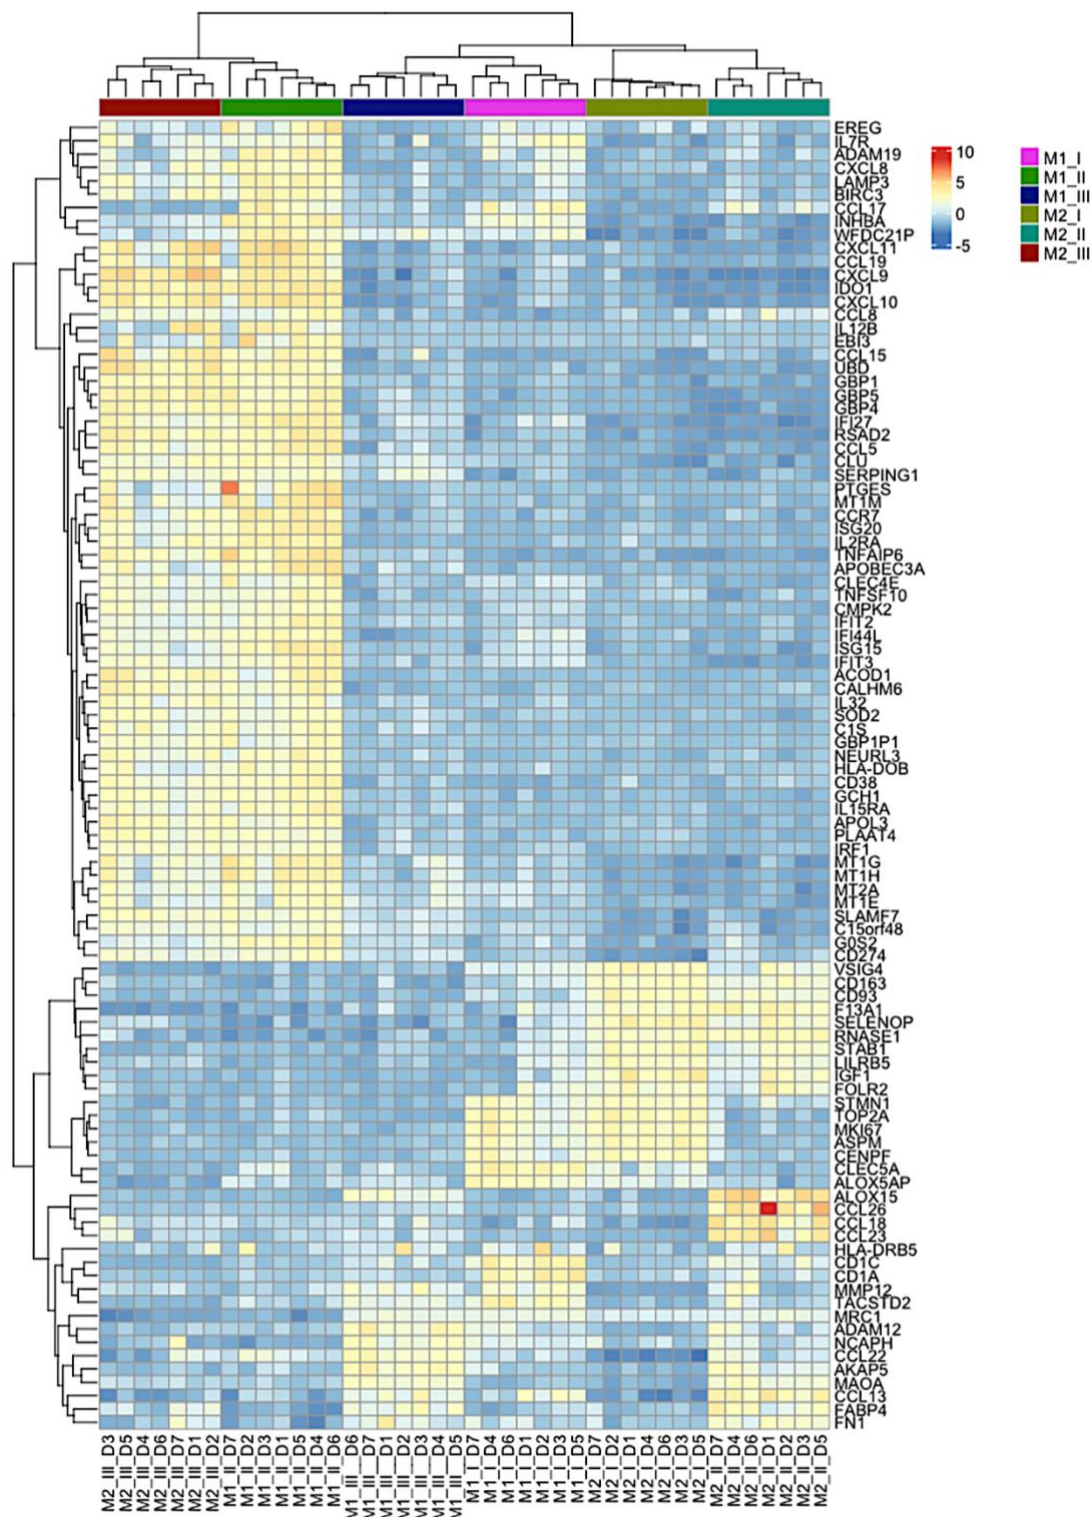 EREG
IL7R
ADAM19
CXCL8
LAMP3
BIRC3
CCL17
INHBA
WFDC21P
CXCL11
CCL19
CXCL9
IDO1
CXCL10
CCL8
IL12B
EBI3
CCL15
UBD
GBP1
GBP5
GBP4
IFI27
RSAD2
CCL5
CLU
SERPING1
PTGES
MT1M
CCR7
ISG20
IL2RA
TNFAIP6
APOBEC3A
CLEC4E
TNFSF10
CMPK2
IFIT2
IFI44L
ISG15
IFIT3
ACOD1
CALHM6
IL32
SOD2
C1S
GBP1P1
NEURL3
HLA-DOB
CD38
GCH1
IL15RA
APOL3
PLAAT4
IRF1
MT1G
MT1H
MT2A
MT1E
SLAMF7
C15orf48
G0S2
CD274
VSIG4
CD163
CD93
F13A1
SELENOP
RNASE1
STAB1
LILRB5
IGF1
FOLR2
STMN1
TOP2A
MKI67
ASPM
CENPF
CLEC5A
ALOX5AP
ALOX15
CCL26
CCL18
CCL23
HLA-DRB5
CD1C
CD1A
MMP12
TACSTD2
MRC1
ADAM12
NCAPH
CCL22
AKAP5
MAOA
CCL13
FABP4
FN1
10
5
0
-5
M1_I
M1_II
M1_III
M2_I
M2_II
M2_III
M2_III_D3
M2_III_D5
M2_III_D4
M2_III_D6
M2_III_D7
M2_III_D1
M2_III_D2
M1_II_D7
M1_II_D2
M1_II_D3
M1_II_D1
M1_II_D5
M1_II_D4
M1_II_D6
M1_III_D6
M1_III_D7
M1_III_D1
M1_III_D2
M1_III_D3
M1_III_D4
M1_III_D5
M1_I_D7
M1_I_D4
M1_I_D6
M1_I_D1
M1_I_D2
M1_I_D3
M1_I_D5
M2_I_D7
M2_I_D2
M2_I_D1
M2_I_D4
M2_I_D6
M2_I_D3
M2_I_D5
M2_II_D7
M2_II_D4
M2_II_D6
M2_II_D1
M2_II_D2
M2_II_D3
M2_II_D5